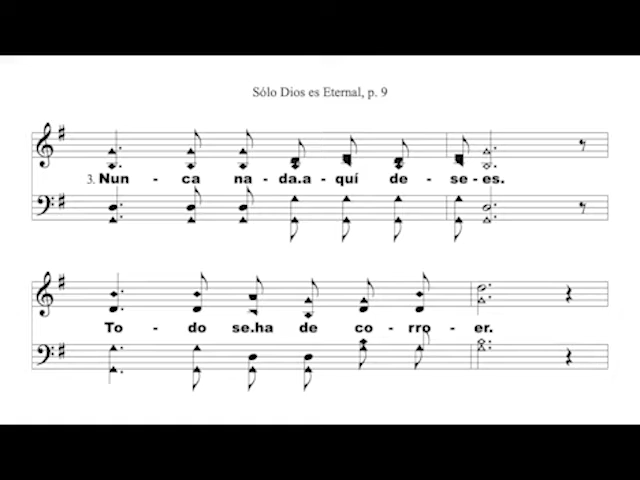 Sólo Dios es Eternal, p. 9
3. Nun - ca na - da.a - quí de - se - es.
To - do se.ha de co - rro - er.